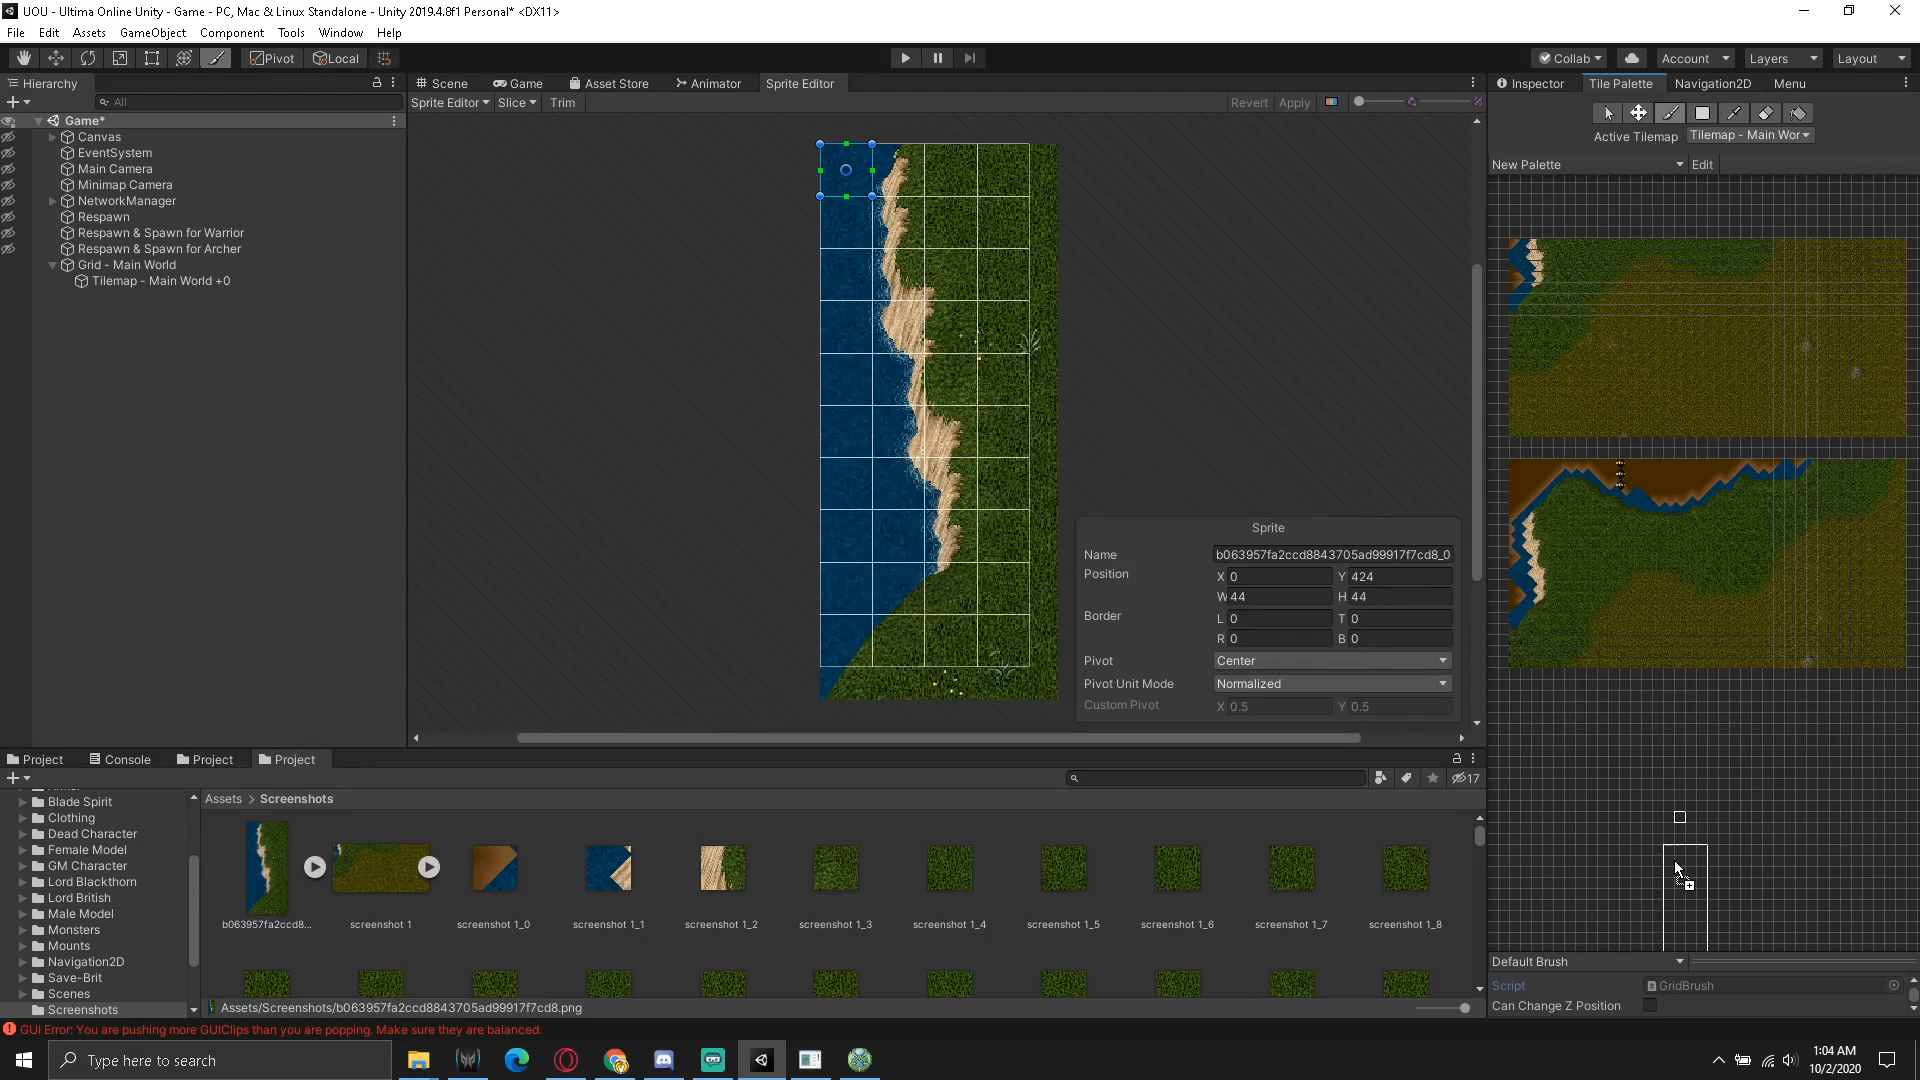 UOU - Ultima Online Unity - Game - PC, Mac & Linux Standalone - Unity 2019.4.8f1 Personal* <DX11>
File Edit Assets GameObject Component Tools Window Help
Pivot Local Collab Account Layers Layout
Hierarchy
All
Game*
Canvas
EventSystem
Main Camera
Minimap Camera
NetworkManager
Respawn
Respawn & Spawn for Warrior
Respawn & Spawn for Archer
Grid - Main World
Tilemap - Main World +0
Scene Game Asset Store Animator Sprite Editor
Sprite Editor Slice Trim Revert Apply
Sprite
Name b063957fa2ccd8843705ad99917f7cd8_0
Position X 0 Y 424
W 44 H 44
Border L 0 T 0
R 0 B 0
Pivot Center
Pivot Unit Mode Normalized
Custom Pivot X 0.5 Y 0.5
Inspector Tile Palette Navigation2D Menu
Active Tilemap Tilemap - Main Wor
New Palette Edit
Default Brush
Script GridBrush
Can Change Z Position
Project Console Project Project
17
Blade Spirit
Clothing
Dead Character
Female Model
GM Character
Lord Blackthorn
Lord British
Male Model
Monsters
Mounts
Navigation2D
Save-Brit
Scenes
Screenshots
Assets > Screenshots
b063957fa2ccd8... screenshot 1 screenshot 1_0 screenshot 1_1 screenshot 1_2 screenshot 1_3 screenshot 1_4 screenshot 1_5 screenshot 1_6 screenshot 1_7 screenshot 1_8
Assets/Screenshots/b063957fa2ccd8843705ad99917f7cd8.png
GUI Error: You are pushing more GUIClips than you are popping. Make sure they are balanced.
Type here to search
1:04 AM
10/2/2020